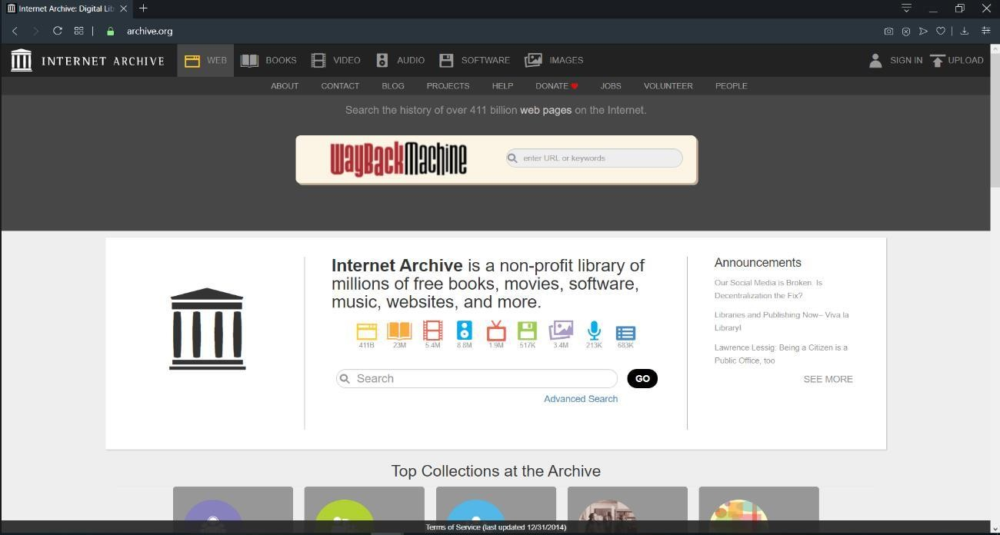 Internet Archive: Digital Lib
archive.org
INTERNET ARCHIVE WEB BOOKS VIDEO AUDIO SOFTWARE IMAGES SIGN IN UPLOAD
ABOUT CONTACT BLOG PROJECTS HELP DONATE JOBS VOLUNTEER PEOPLE
Search the history of over 411 billion web pages on the Internet.
WayBackMachine
enter URL or keywords
Internet Archive is a non-profit library of
millions of free books, movies, software,
music, websites, and more.
411B 23M 5.4M 8.8M 1.9M 517K 3.4M 213K 683K
Search GO
Advanced Search
Announcements
Our Social Media is Broken. Is
Decentralization the Fix?
Libraries and Publishing Now– Viva la
Library!
Lawrence Lessig: Being a Citizen is a
Public Office, too
SEE MORE
Top Collections at the Archive
Terms of Service (last updated 12/31/2014)